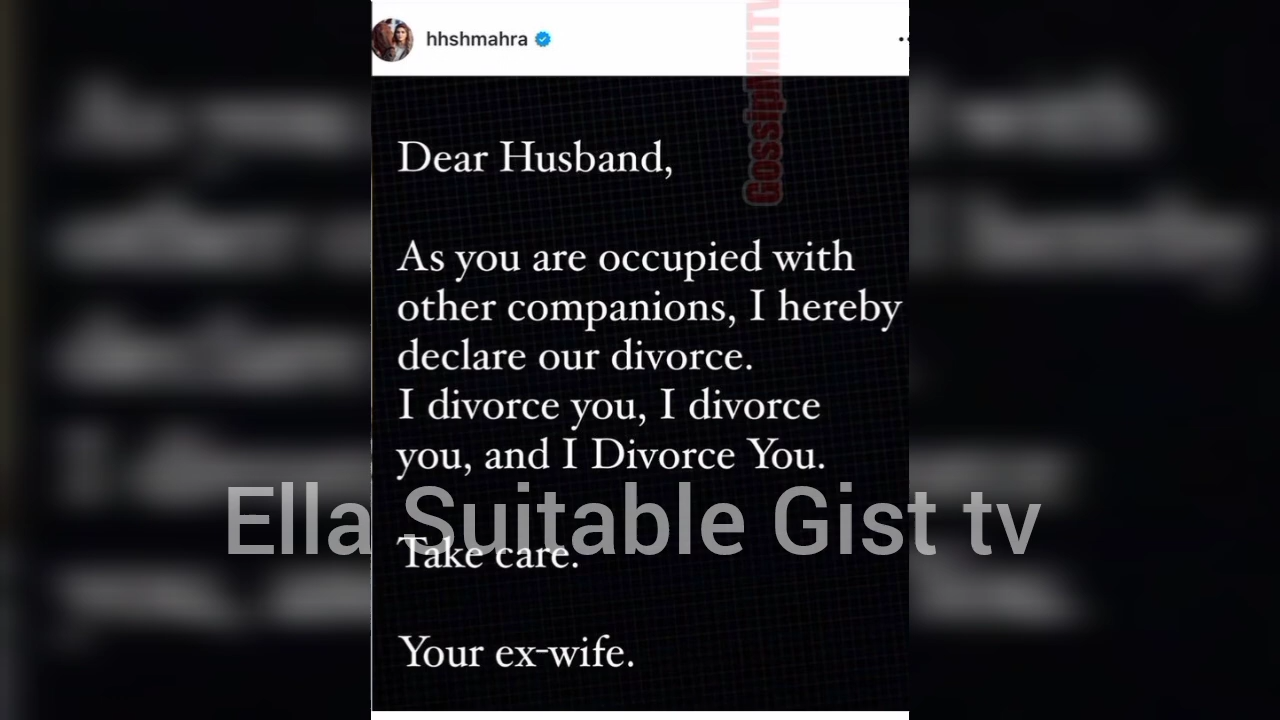 hhshmahra
GossipMillTV
Dear Husband,
As you are occupied with
other companions, I hereby
declare our divorce.
I divorce you, I divorce
you, and I Divorce You.
Ella Suitable Gist tv
Take care.
Your ex-wife.